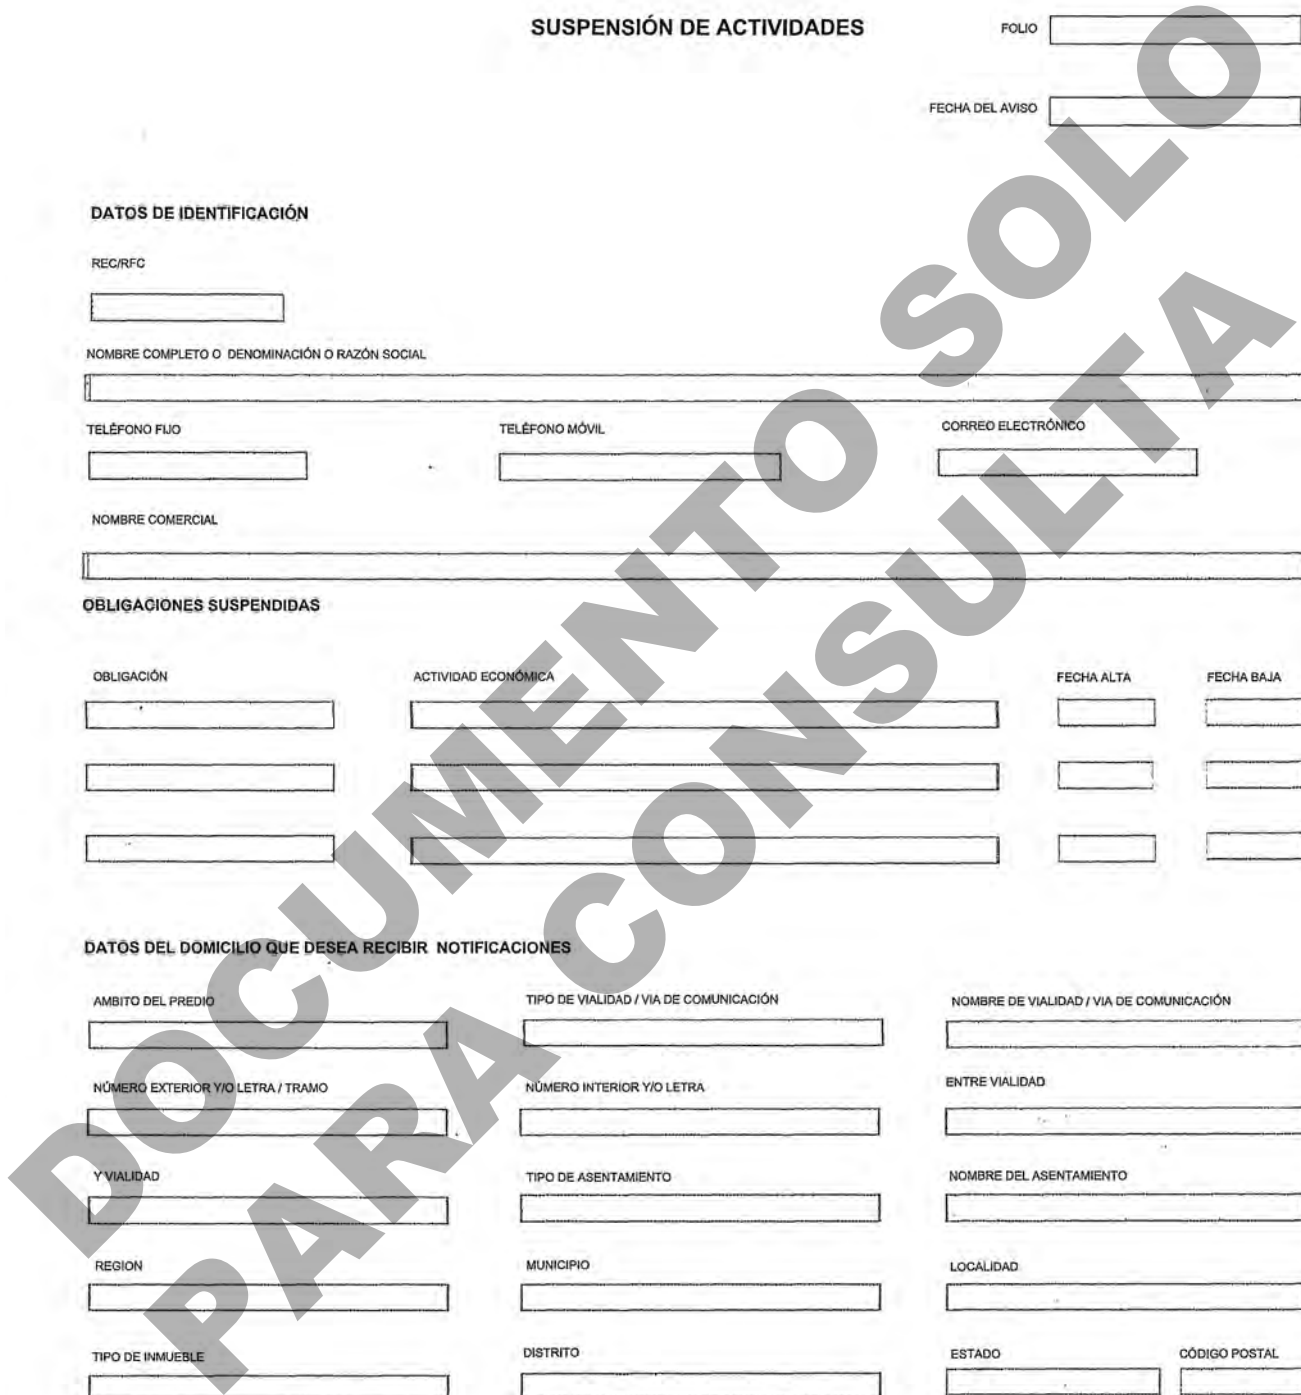 SUSPENSIÓN DE ACTIVIDADES
FOLIO
FECHA DEL AVISO
DATOS DE IDENTIFICACIÓN
REC/RFC
NOMBRE COMPLETO O DENOMINACIÓN O RAZÓN SOCIAL
TELÉFONO FIJO TELÉFONO MÓVIL CORREO ELECTRÓNICO
NOMBRE COMERCIAL
OBLIGACIONES SUSPENDIDAS
OBLIGACIÓN ACTIVIDAD ECONÓMICA FECHA ALTA FECHA BAJA
DATOS DEL DOMICILIO QUE DESEA RECIBIR NOTIFICACIONES
AMBITO DEL PREDIO TIPO DE VIALIDAD / VIA DE COMUNICACIÓN NOMBRE DE VIALIDAD / VIA DE COMUNICACIÓN
NÚMERO EXTERIOR Y/O LETRA / TRAMO NÚMERO INTERIOR Y/O LETRA ENTRE VIALIDAD
Y VIALIDAD TIPO DE ASENTAMIENTO NOMBRE DEL ASENTAMIENTO
REGION MUNICIPIO LOCALIDAD
TIPO DE INMUEBLE DISTRITO ESTADO CÓDIGO POSTAL
DOCUMENTO SOLO
PARA CONSULTA